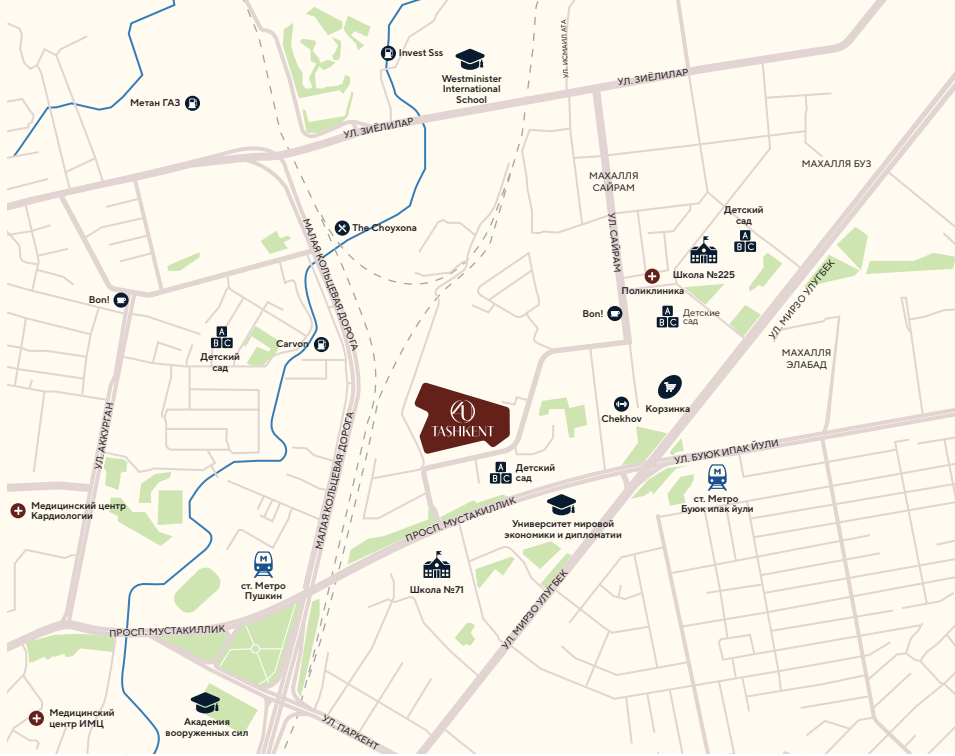 УЛ. ИСМАИЛ АТА
Invest Sss
Westminister
International
School
УЛ. ЗИЁЛИЛАР
Метан ГАЗ
УЛ. ЗИЁЛИЛАР
МАХАЛЛЯ БУЗ
МАХАЛЛЯ
САЙРАМ
Детский
сад
A
B C
The Choyxona
МАЛАЯ КОЛЬЦЕВАЯ ДОРОГА
УЛ. САЙРАМ
Школа №225
Поликлиника
УЛ. МИРЗО УЛУГБЕК
Bon!
Bon!
A
B C
Детские
сад
A
B C
Детский
сад
Carvon
МАХАЛЛЯ
ЭЛАБАД
TASHKENT
Chekhov
Корзинка
УЛ. АККУРГАН
МАЛАЯ КОЛЬЦЕВАЯ ДОРОГА
УЛ. БУЮК ИПАК ЙУЛИ
A
B C
Детский
сад
M
ст. Метро
Буюк ипак йули
Медицинский центр
Кардиологии
ПРОСП. МУСТАКИЛЛИК
Университет мировой
экономики и дипломатии
M
ст. Метро
Пушкин
Школа №71
УЛ. МИРЗО УЛУГБЕК
ПРОСП. МУСТАКИЛЛИК
Медицинский
центр ИМЦ
Академия
вооруженных сил
УЛ. ПАРКЕНТ